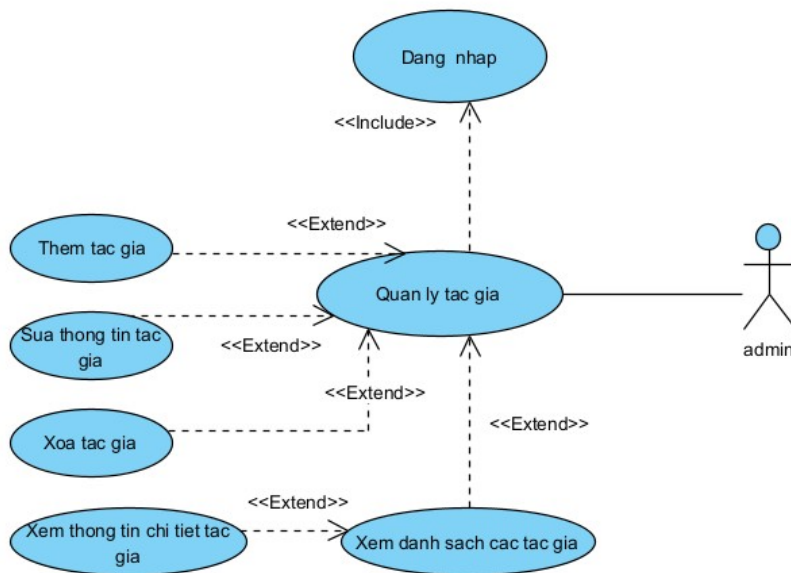 Dang nhap
<<Include>>
<<Extend>>
Them tac gia
Quan ly tac gia
Sua thong tin tac
gia
<<Extend>>
admin
<<Extend>>
<<Extend>>
Xoa tac gia
<<Extend>>
Xem thong tin chi tiet tac
gia
Xem danh sach cac tac gia